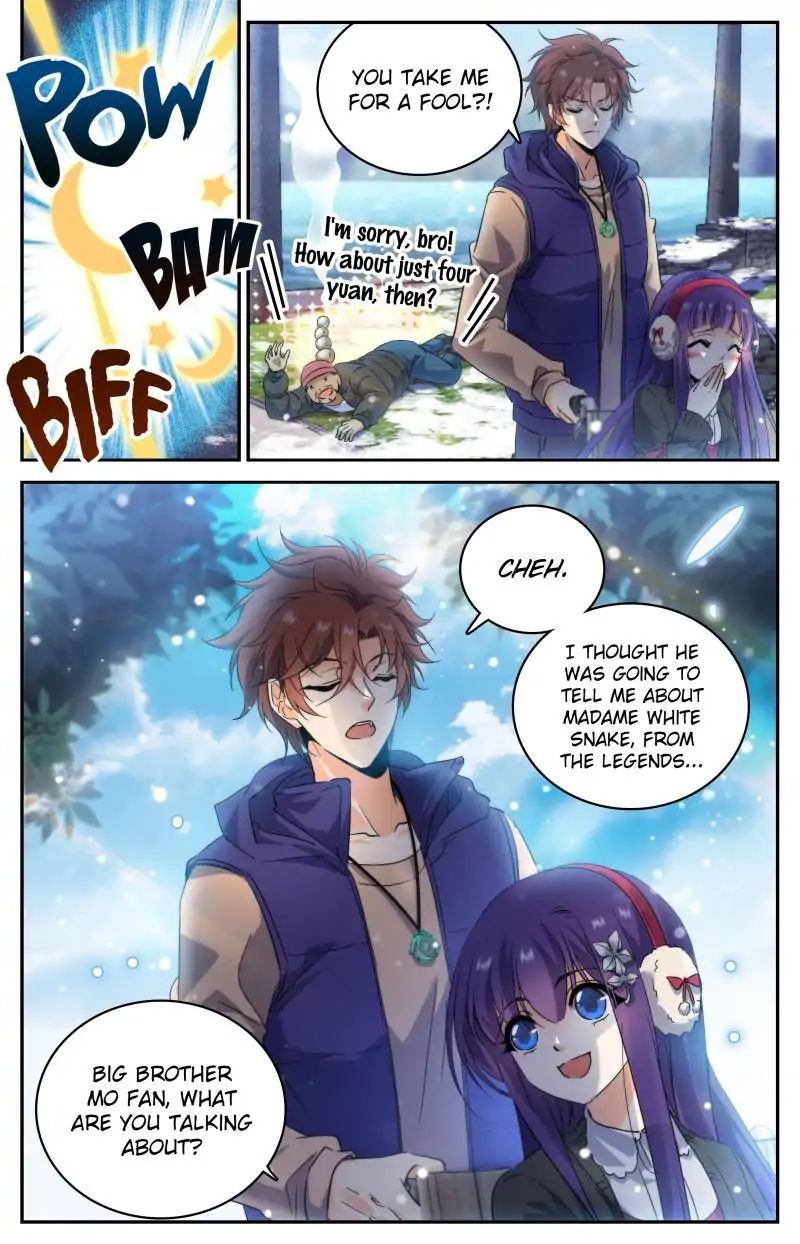 POW
BAM
BIFF
YOU TAKE ME
FOR A FOOL?!
I'm sorry, bro!
How about just four
yuan, then?
CHEH.
I THOUGHT HE
WAS GOING TO
TELL ME ABOUT
MADAME WHITE
SNAKE, FROM
THE LEGENDS...
BIG BROTHER
MO FAN, WHAT
ARE YOU TALKING
ABOUT?